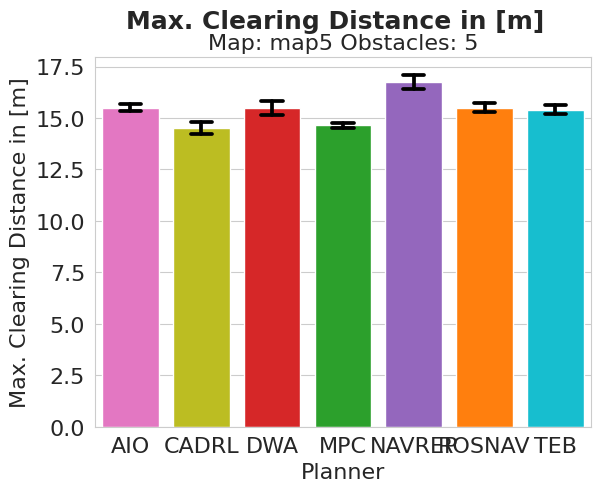 Max. Clearing Distance in [m]
Map: map5 Obstacles: 5
Max. Clearing Distance in [m]
17.5
15.0
12.5
10.0
7.5
5.0
2.5
0.0
AIO CADRL DWA MPC NAVREP ROSNAV TEB
Planner